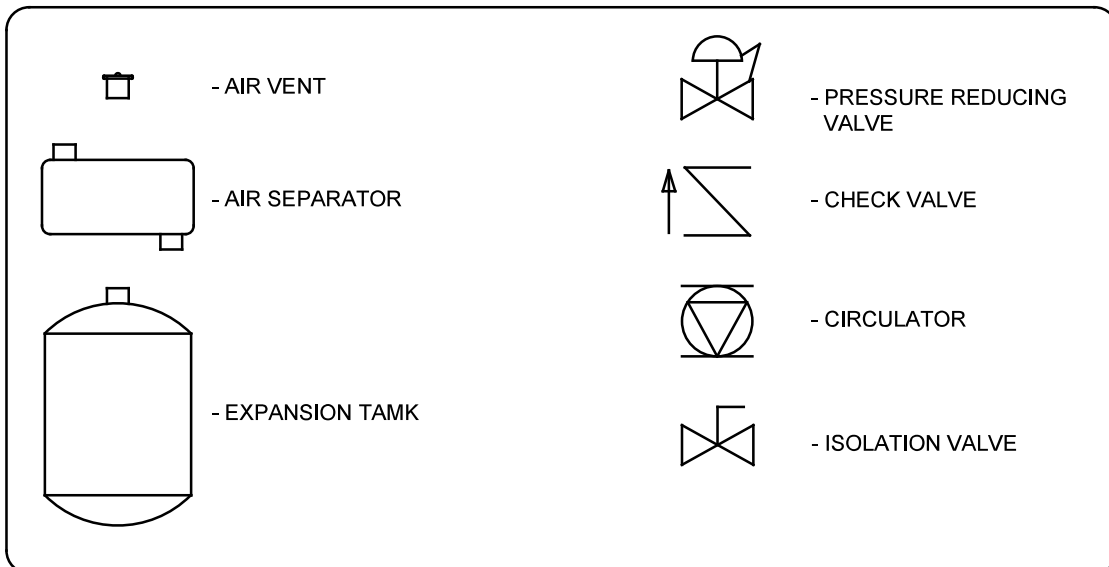 - AIR VENT
- AIR SEPARATOR
- EXPANSION TAMK
- PRESSURE REDUCING
VALVE
- CHECK VALVE
- CIRCULATOR
- ISOLATION VALVE